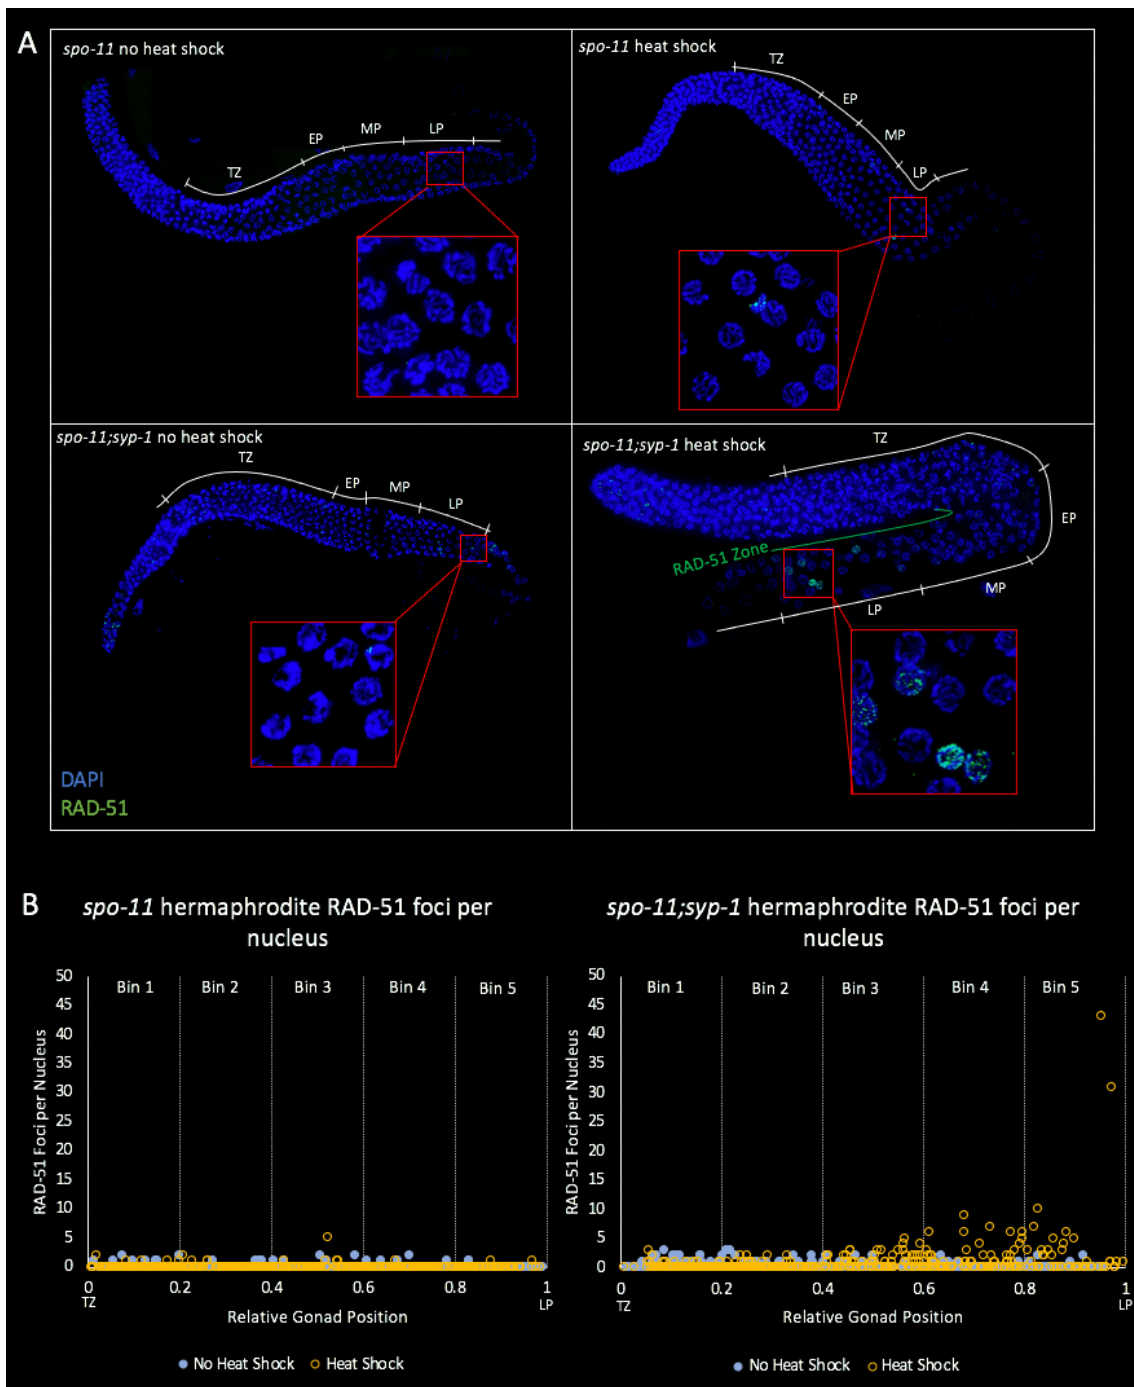 A
spo-11 no heat shock
TZ
EP
MP
LP
spo-11 heat shock
TZ
EP
MP
LP
spo-11;syp-1 no heat shock
TZ
EP
MP
LP
DAPI
RAD-51
spo-11;syp-1 heat shock
TZ
EP
MP
LP
RAD-51 Zone
B
spo-11 hermaphrodite RAD-51 foci per
nucleus
RAD-51 Foci per Nucleus
50
45
40
35
30
25
20
15
10
5
0
Bin 1 Bin 2 Bin 3 Bin 4 Bin 5
0 0.2 0.4 0.6 0.8 1
TZ LP
Relative Gonad Position
No Heat Shock Heat Shock
spo-11;syp-1 hermaphrodite RAD-51 foci per
nucleus
RAD-51 Foci per Nucleus
50
45
40
35
30
25
20
15
10
5
0
Bin 1 Bin 2 Bin 3 Bin 4 Bin 5
0 0.2 0.4 0.6 0.8 1
TZ LP
Relative Gonad Position
No Heat Shock Heat Shock